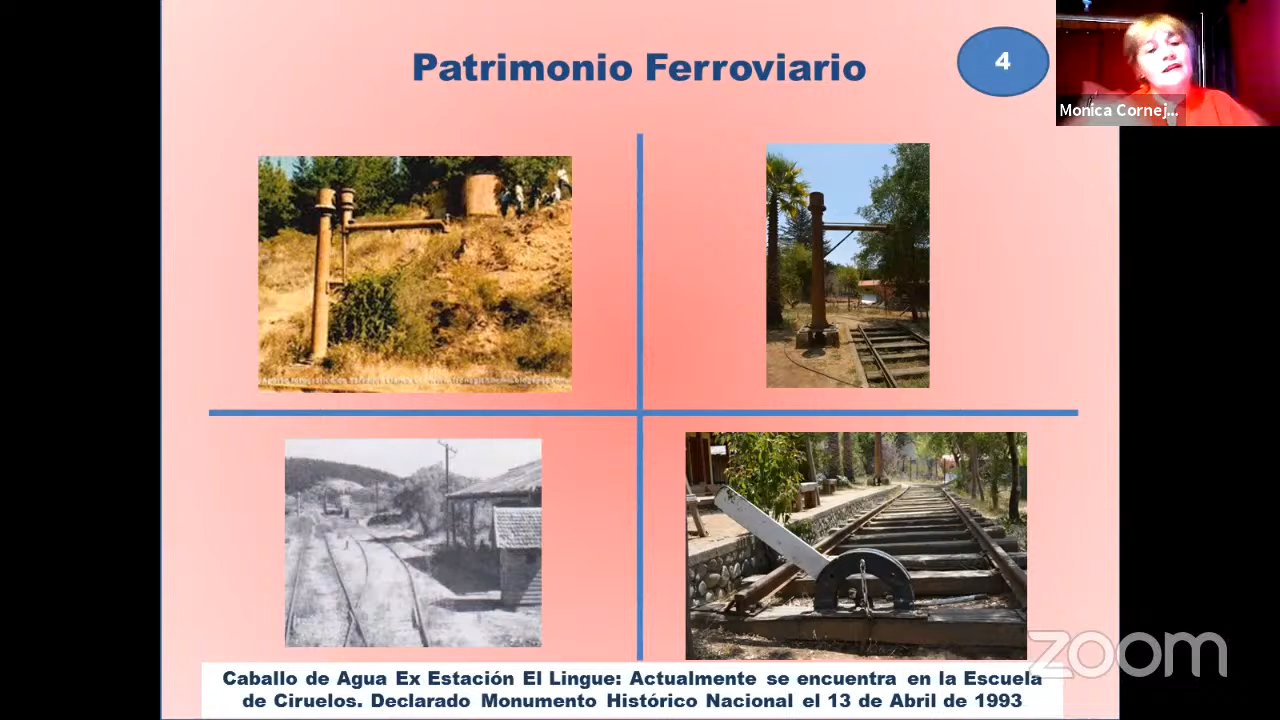 Patrimonio Ferroviario
4
Monica Cornej...
Caballo de Agua Ex Estación El Lingue: Actualmente se encuentra en la Escuela
de Ciruelos. Declarado Monumento Histórico Nacional el 13 de Abril de 1993
zoom